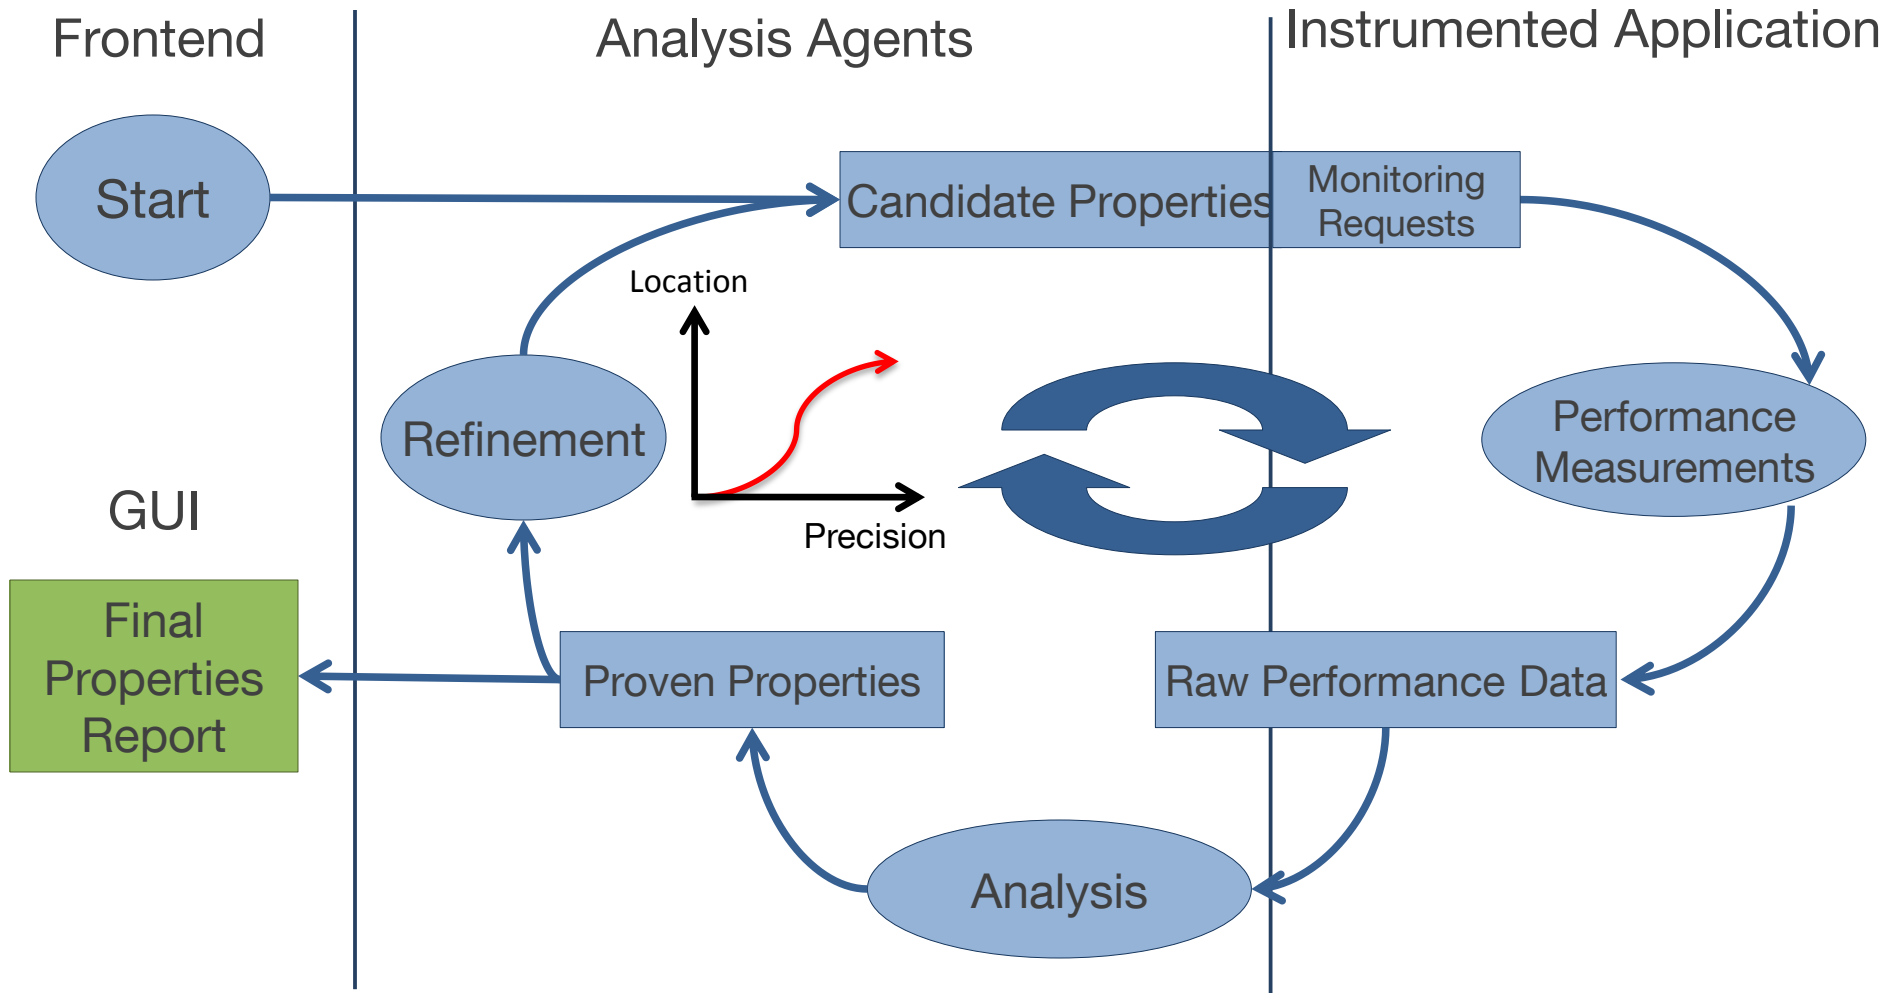 Frontend
Analysis Agents
Instrumented Application
Start
Candidate Properties
Monitoring
Requests
Location
Refinement
Performance
Measurements
Precision
GUI
Final
Properties
Report
Proven Properties
Raw Performance Data
Analysis